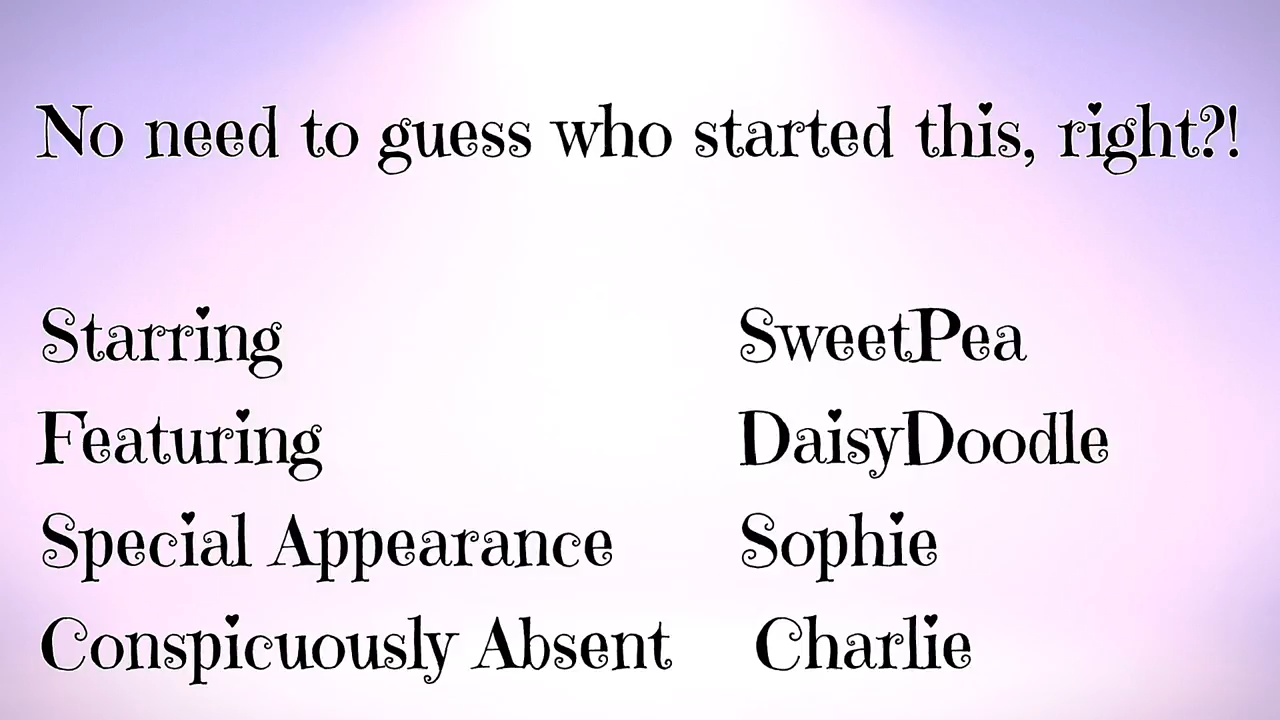 No need to guess who started this, right?!
Starring SweetPea
Featuring DaisyDoodle
Special Appearance Sophie
Conspicuously Absent Charlie